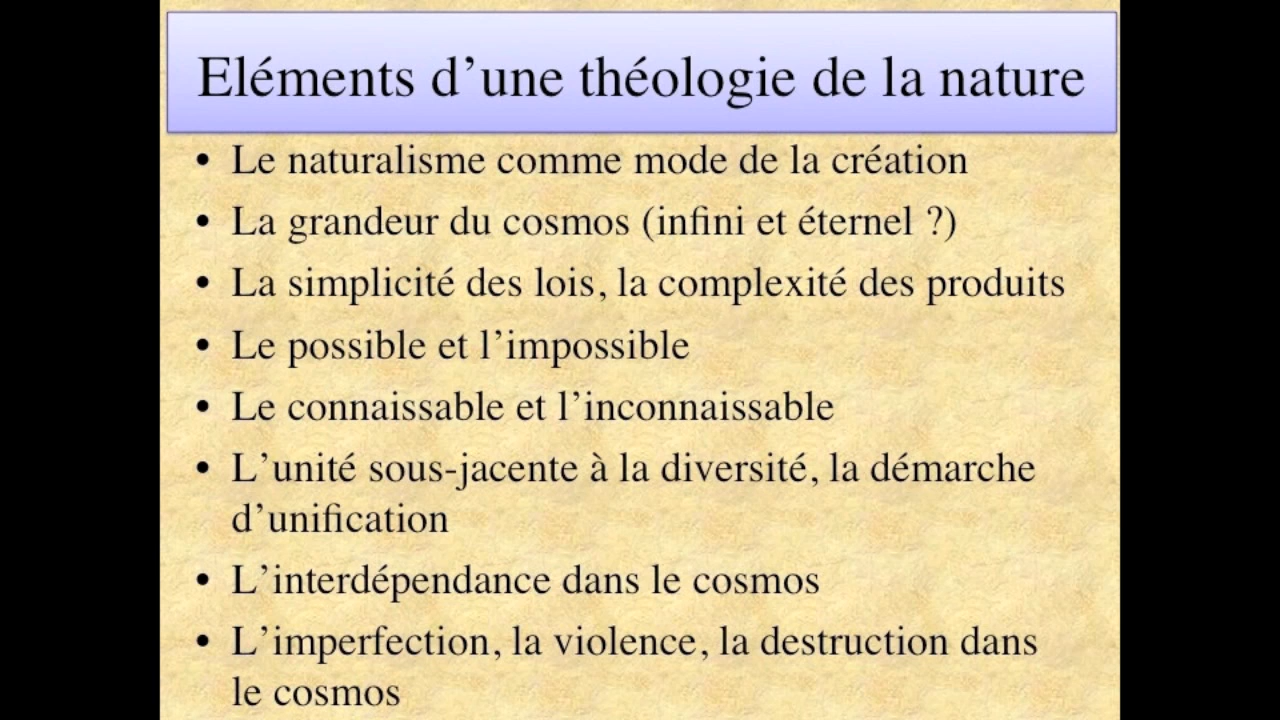 Eléments d’une théologie de la nature
• Le naturalisme comme mode de la création
• La grandeur du cosmos (infini et éternel ?)
• La simplicité des lois, la complexité des produits
• Le possible et l’impossible
• Le connaissable et l’inconnaissable
• L’unité sous-jacente à la diversité, la démarche
d’unification
• L’interdépendance dans le cosmos
• L’imperfection, la violence, la destruction dans
le cosmos